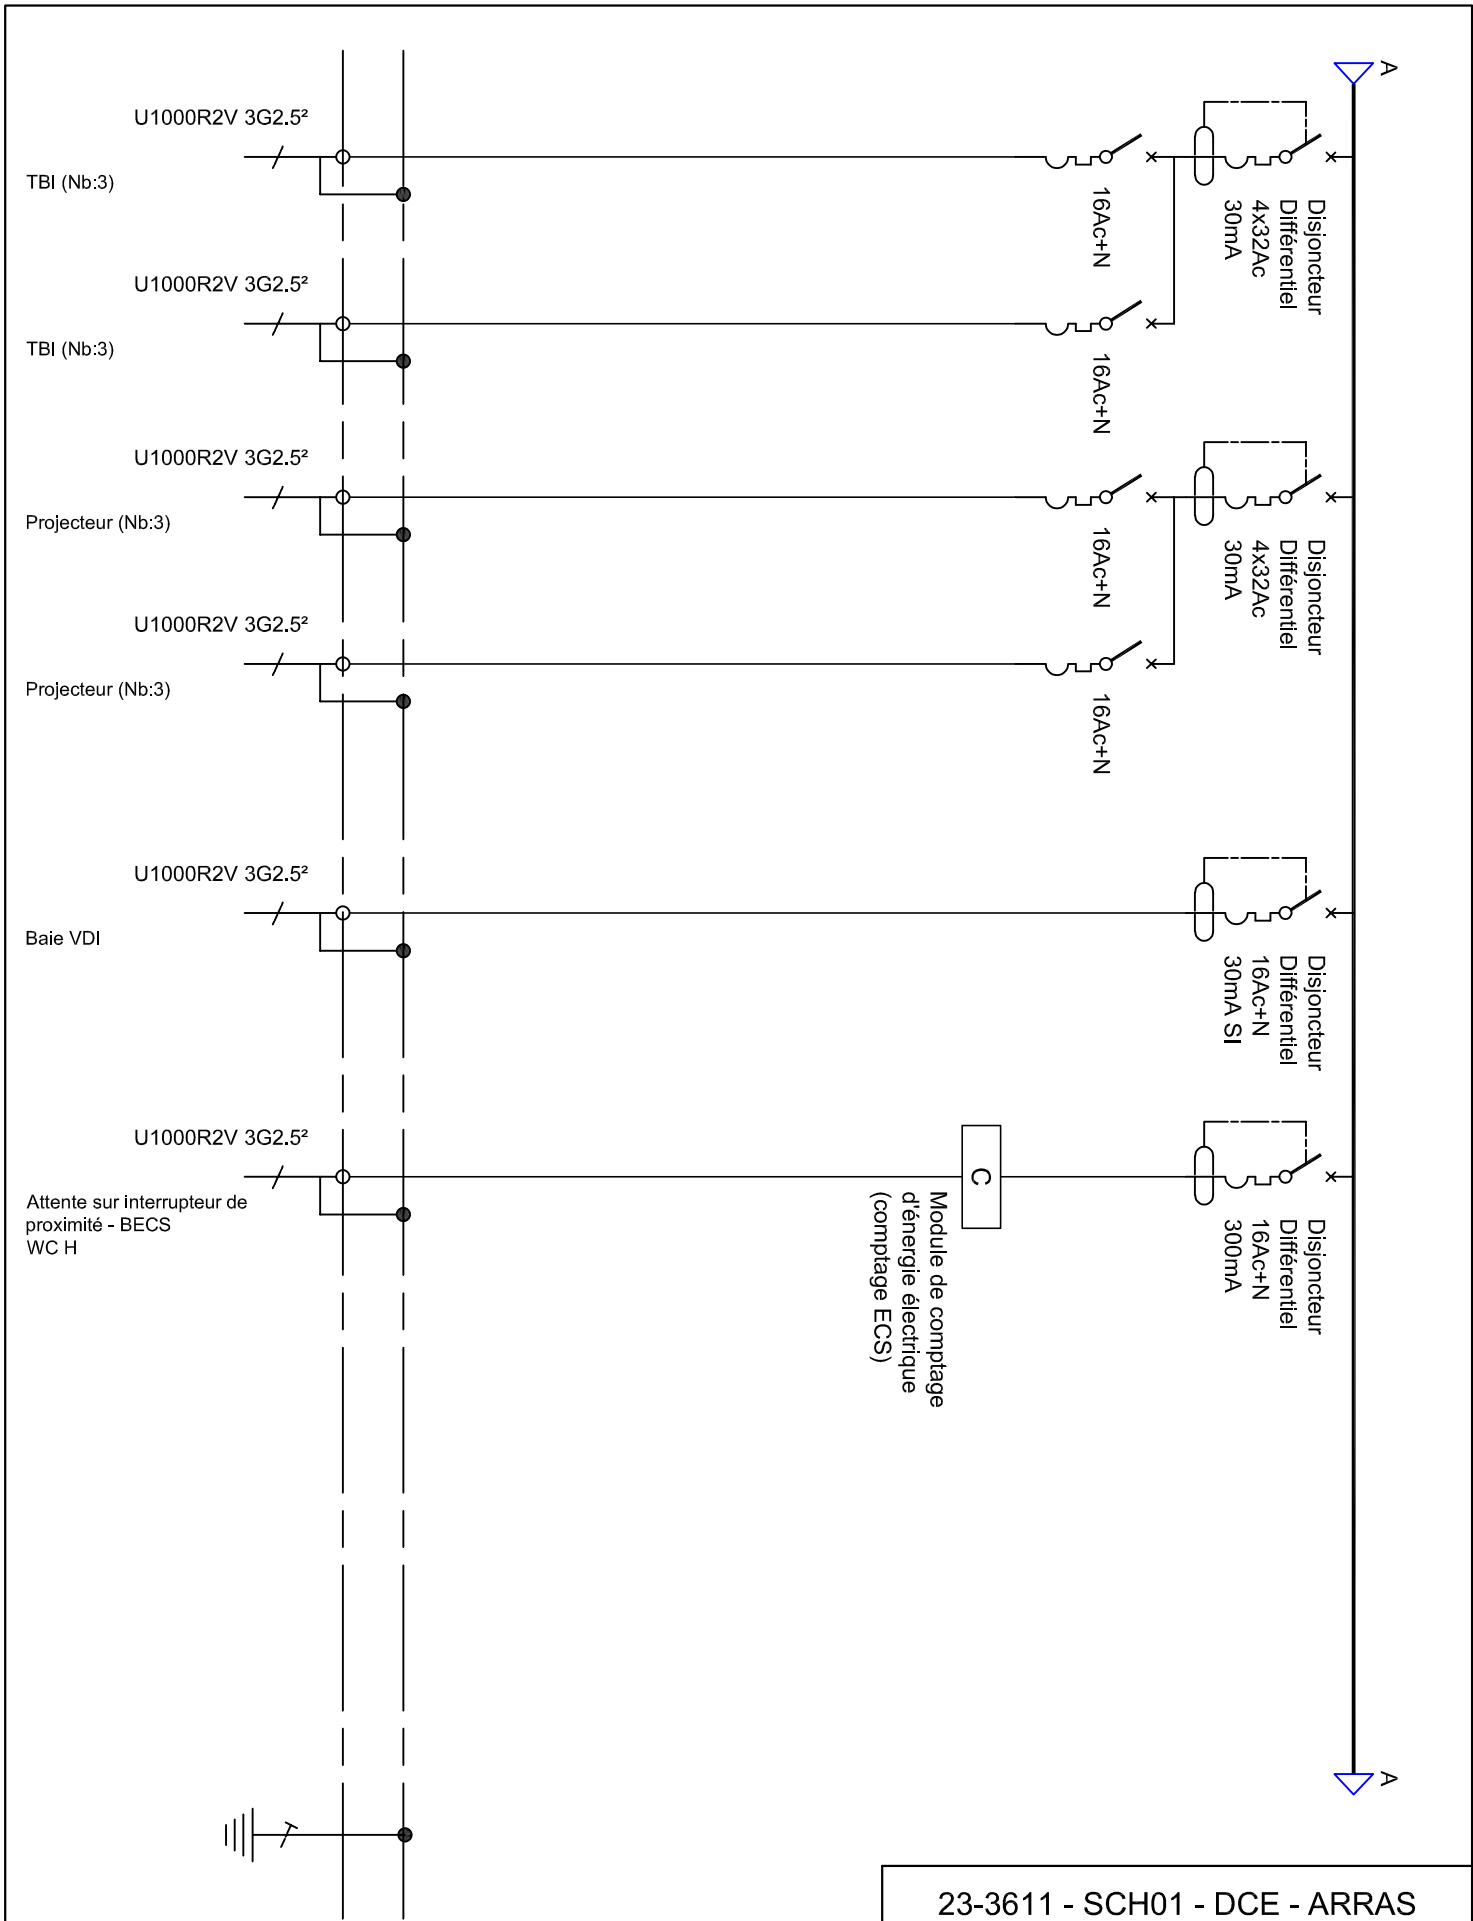 A
U1000R2V 3G2.5²
TBI (Nb:3)
16Ac+N
Disjoncteur
Différentiel
4x32Ac
30mA
U1000R2V 3G2.5²
TBI (Nb:3)
16Ac+N
U1000R2V 3G2.5²
Projecteur (Nb:3)
16Ac+N
Disjoncteur
Différentiel
4x32Ac
30mA
U1000R2V 3G2.5²
Projecteur (Nb:3)
16Ac+N
U1000R2V 3G2.5²
Baie VDI
Disjoncteur
Différentiel
16Ac+N
30mA SI
U1000R2V 3G2.5²
Attente sur interrupteur de
proximité - BECS
WC H
C
Module de comptage
d'énergie électrique
(comptage ECS)
Disjoncteur
Différentiel
16Ac+N
300mA
A
23-3611 - SCH01 - DCE - ARRAS